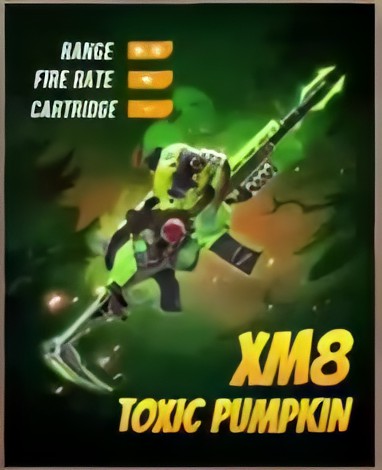 RANGE
FIRE RATE
CARTRIDGE
XM8
TOXIC PUMPKIN